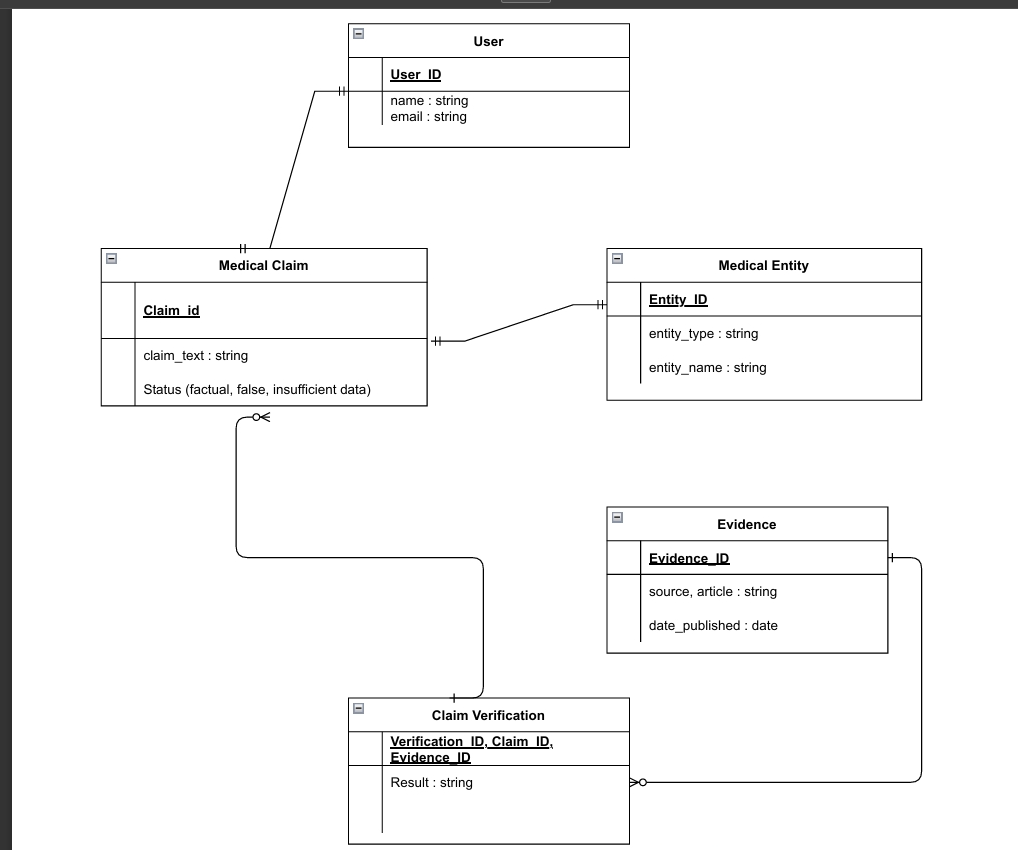 User
User_ID
name : string
email : string
Medical Claim
Claim_id
claim_text : string
Status (factual, false, insufficient data)
Medical Entity
Entity_ID
entity_type : string
entity_name : string
Evidence
Evidence_ID
source, article : string
date_published : date
Claim Verification
Verification_ID, Claim_ID,
Evidence_ID
Result : string